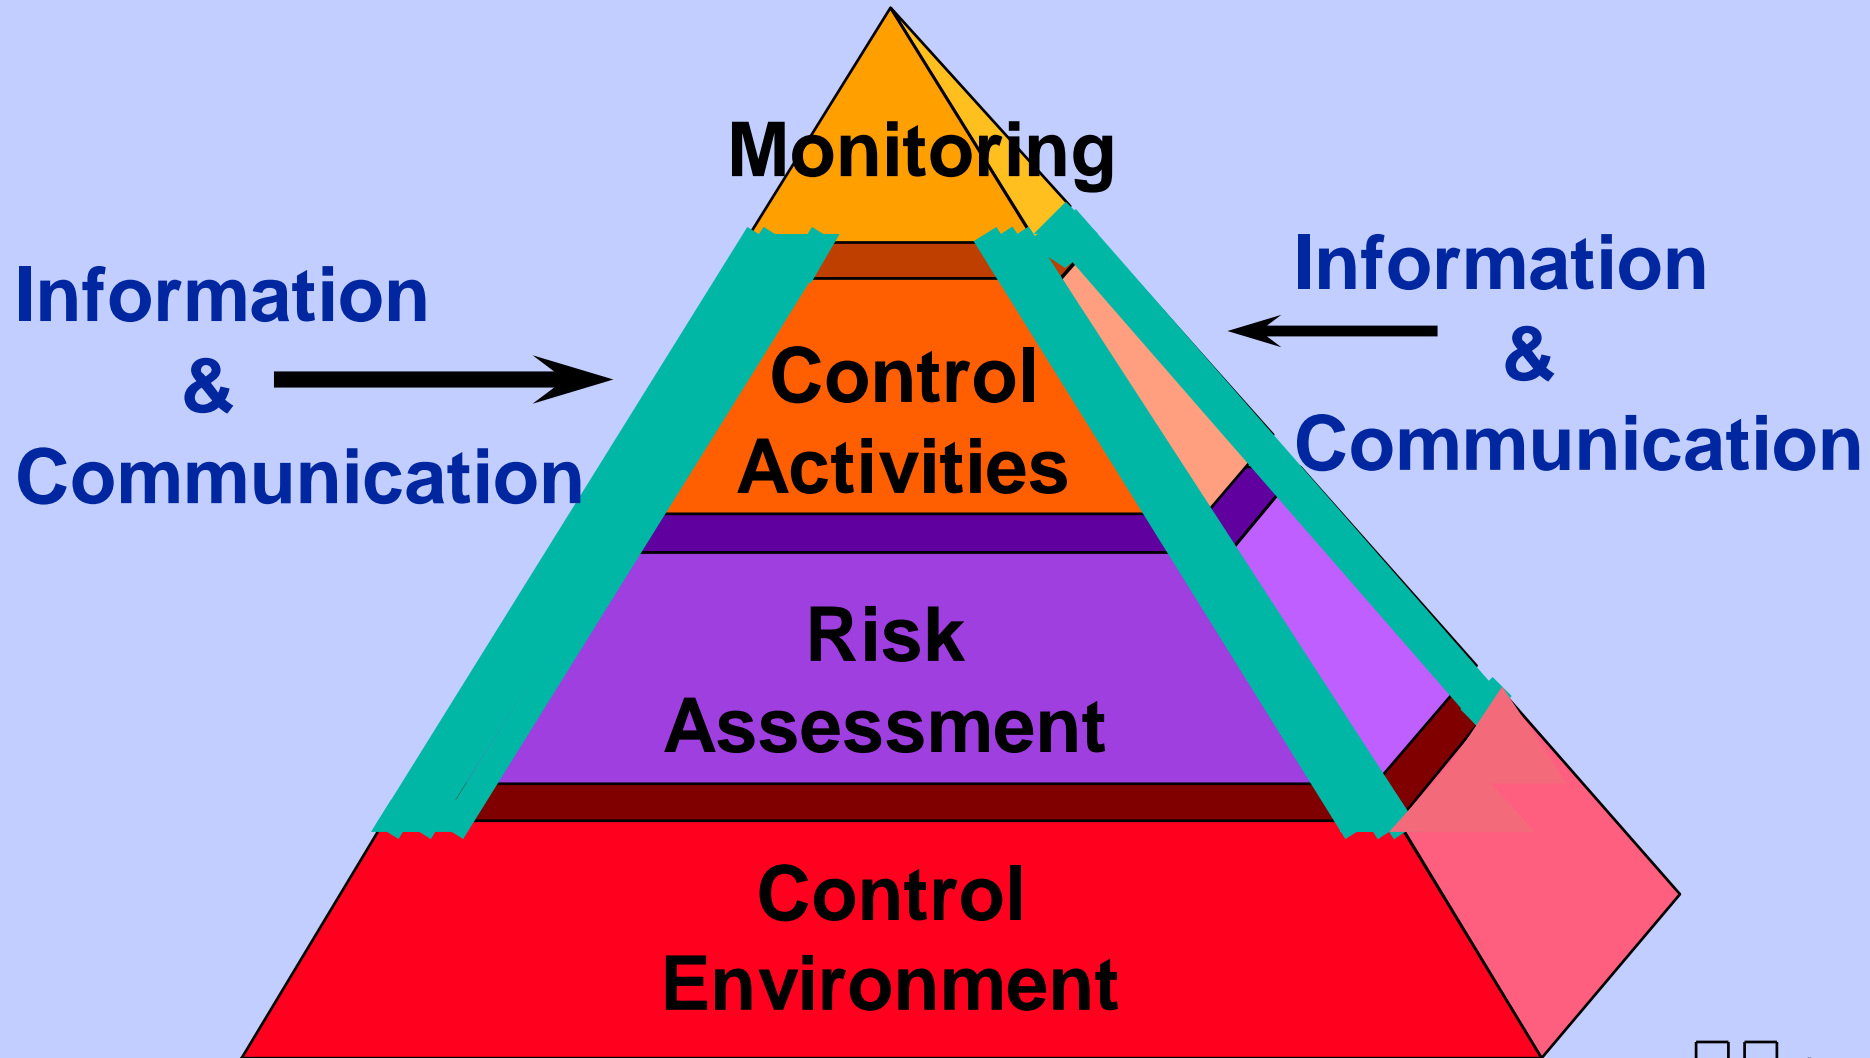 Monitoring
Information
&
Communication
Information
&
Communication
Control
Activities
Risk
Assessment
Control
Environment